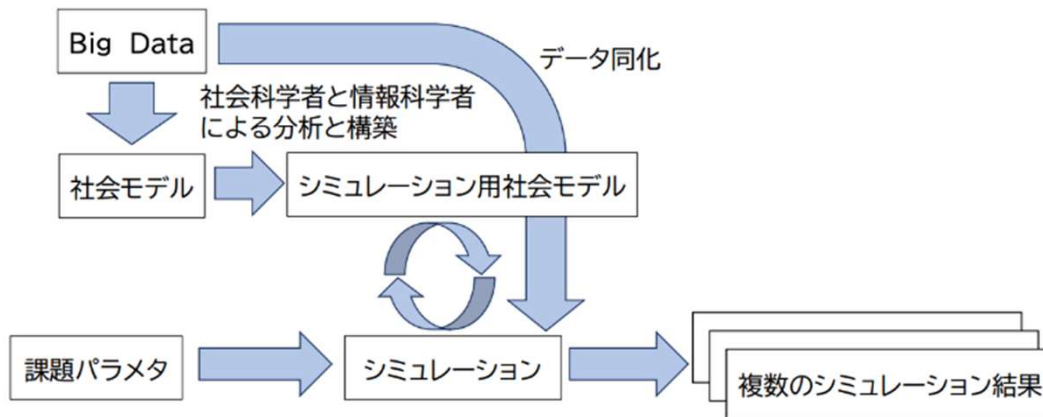 Big Data
データ同化
社会科学者と情報科学者
による分析と構築
社会モデル
シミュレーション用社会モデル
課題パラメタ
シミュレーション
複数のシミュレーション結果